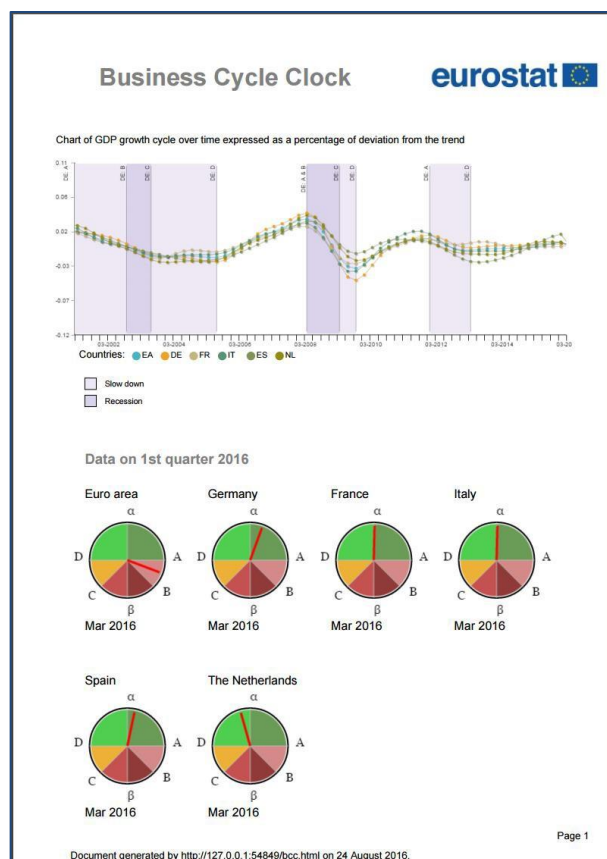 Business Cycle Clock
eurostat
Chart of GDP growth cycle over time expressed as a percentage of deviation from the trend
0.11
0.06
0.02
-0.03
-0.07
-0.12
DE: A
DE: B
DE: C
DE: D
DE: A & B
DE: C
DE: D
DE: A
DE: D
03-2002
03-2004
03-2006
03-2008
03-2010
03-2012
03-2014
03-20
Countries: EA DE FR IT ES NL
Slow down
Recession
Data on 1st quarter 2016
Euro area
α
D
A
C
B
β
Mar 2016
Germany
α
D
A
C
B
β
Mar 2016
France
α
D
A
C
B
β
Mar 2016
Italy
α
D
A
C
B
β
Mar 2016
Spain
α
D
A
C
B
β
Mar 2016
The Netherlands
α
D
A
C
B
β
Mar 2016
Page 1
Document generated by http://127.0.0.1:54849/bcc.html on 24 August 2016.